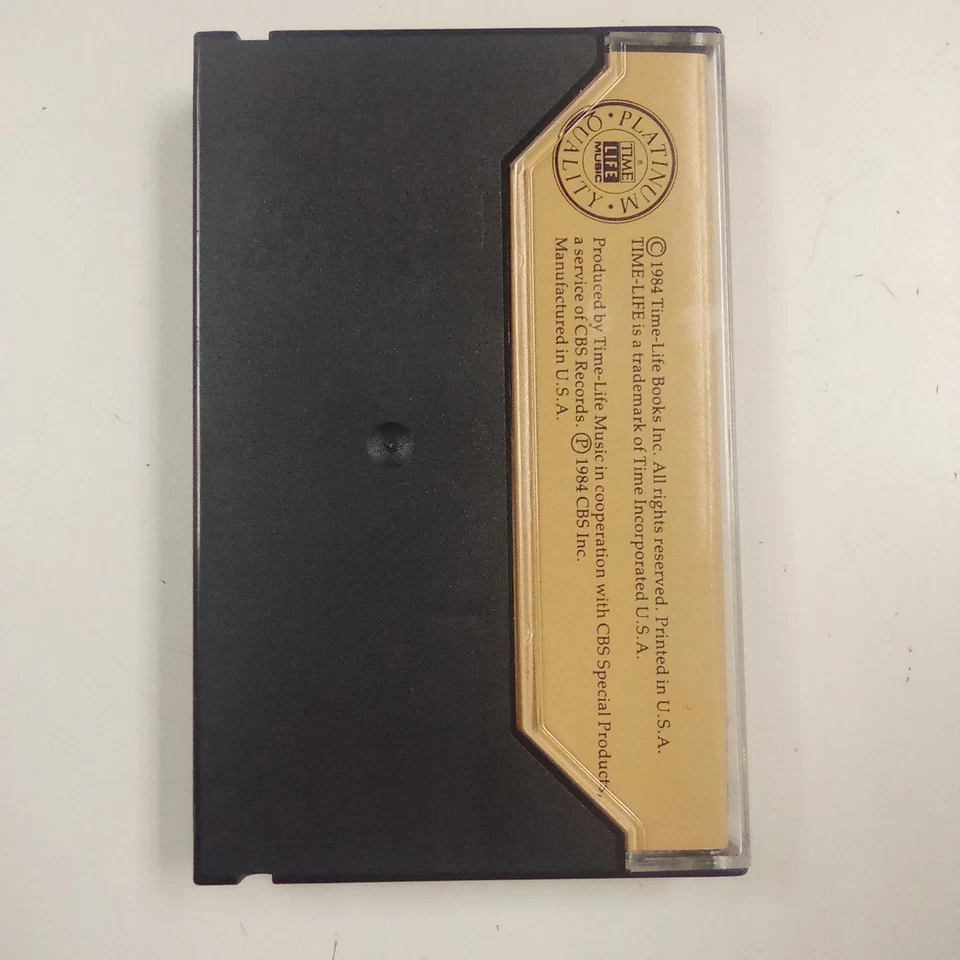 PLATINUM • QUALITY •
TIME
LIFE
MUSIC
®
© 1984 Time-Life Books Inc. All rights reserved. Printed in U.S.A.
TIME-LIFE is a trademark of Time Incorporated U.S.A.
Produced by Time-Life Music in cooperation with CBS Special Products,
a service of CBS Records. ℗ 1984 CBS Inc.
Manufactured in U.S.A.